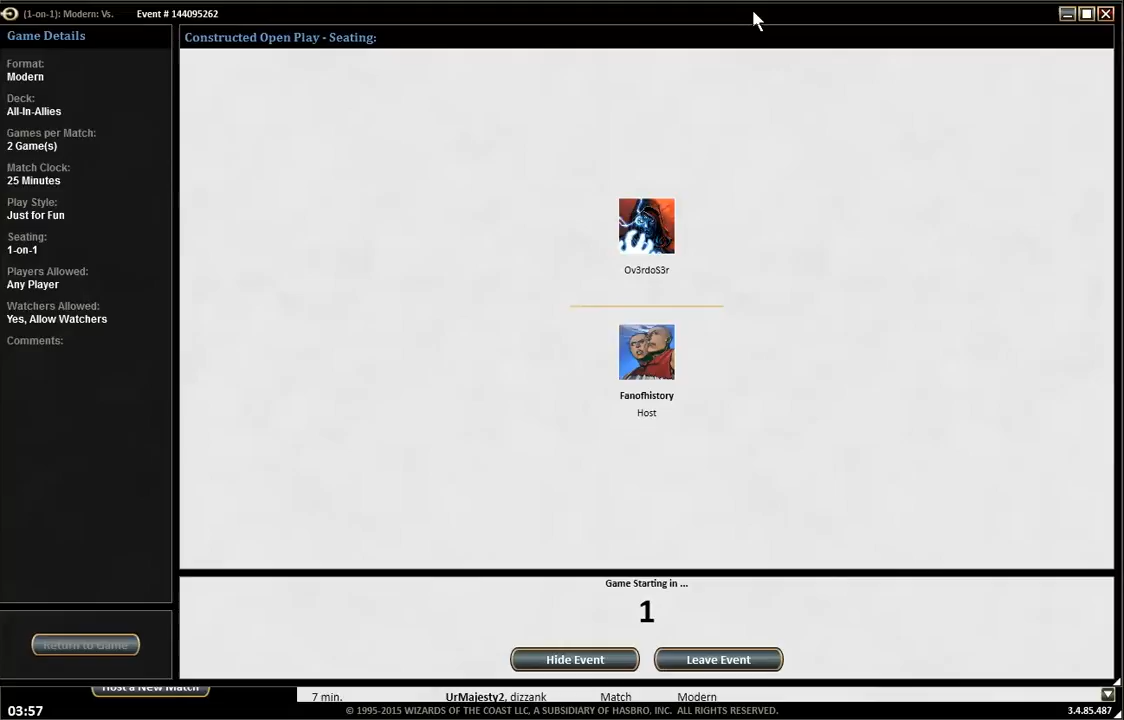 (1-on-1): Modern: Vs. Event # 144095262
Game Details
Format:
Modern
Deck:
All-In-Allies
Games per Match:
2 Game(s)
Match Clock:
25 Minutes
Play Style:
Just for Fun
Seating:
1-on-1
Players Allowed:
Any Player
Watchers Allowed:
Yes, Allow Watchers
Comments:
Return to Game
Constructed Open Play - Seating:
Ov3rdoS3r
Fanofhistory
Host
Game Starting in ...
1
Hide Event Leave Event
Host a New Match
7 min. UrMajesty2, dizzank Match Modern
03:57 © 1995-2015 WIZARDS OF THE COAST LLC, A SUBSIDIARY OF HASBRO, INC. ALL RIGHTS RESERVED. 3.4.85.487